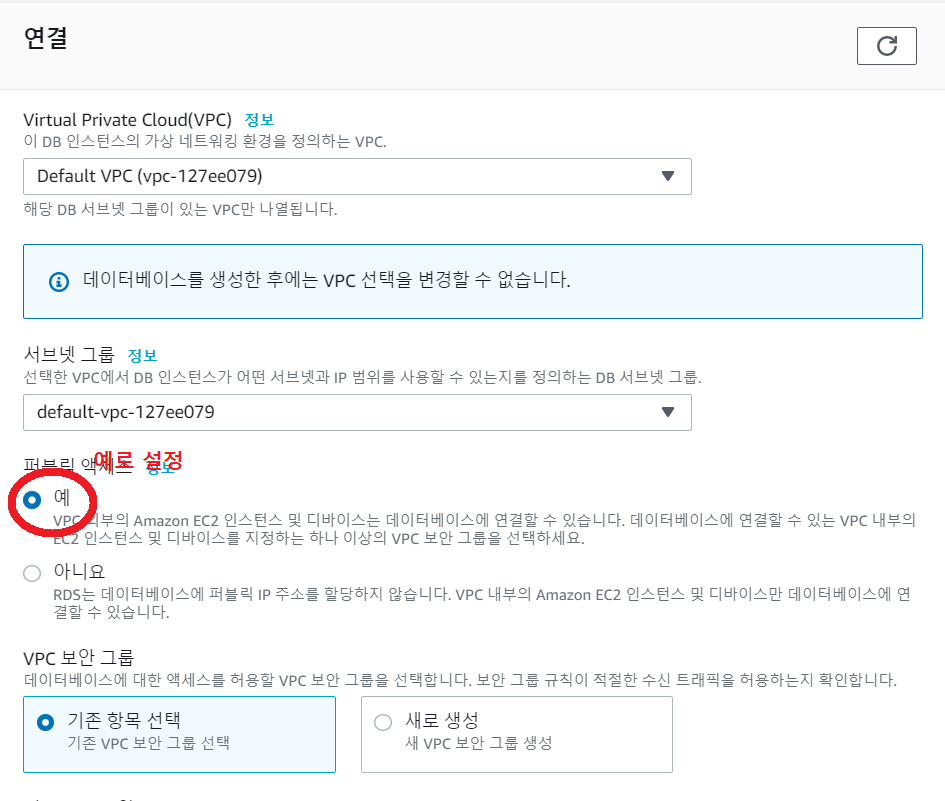 연결
Virtual Private Cloud(VPC) 정보
이 DB 인스턴스의 가상 네트워킹 환경을 정의하는 VPC.
Default VPC (vpc-127ee079)
해당 DB 서브넷 그룹이 있는 VPC만 나열됩니다.
데이터베이스를 생성한 후에는 VPC 선택을 변경할 수 없습니다.
서브넷 그룹 정보
선택한 VPC에서 DB 인스턴스가 어떤 서브넷과 IP 범위를 사용할 수 있는지를 정의하는 DB 서브넷 그룹.
default-vpc-127ee079
예로 설정
퍼블릭 액세스 정보
예
VPC 외부의 Amazon EC2 인스턴스 및 디바이스는 데이터베이스에 연결할 수 있습니다. 데이터베이스에 연결할 수 있는 VPC 내부의
EC2 인스턴스 및 디바이스를 지정하는 하나 이상의 VPC 보안 그룹을 선택하세요.
아니요
RDS는 데이터베이스에 퍼블릭 IP 주소를 할당하지 않습니다. VPC 내부의 Amazon EC2 인스턴스 및 디바이스만 데이터베이스에 연
결할 수 있습니다.
VPC 보안 그룹
데이터베이스에 대한 액세스를 허용할 VPC 보안 그룹을 선택합니다. 보안 그룹 규칙이 적절한 수신 트래픽을 허용하는지 확인합니다.
기존 항목 선택
기존 VPC 보안 그룹 선택
새로 생성
새 VPC 보안 그룹 생성